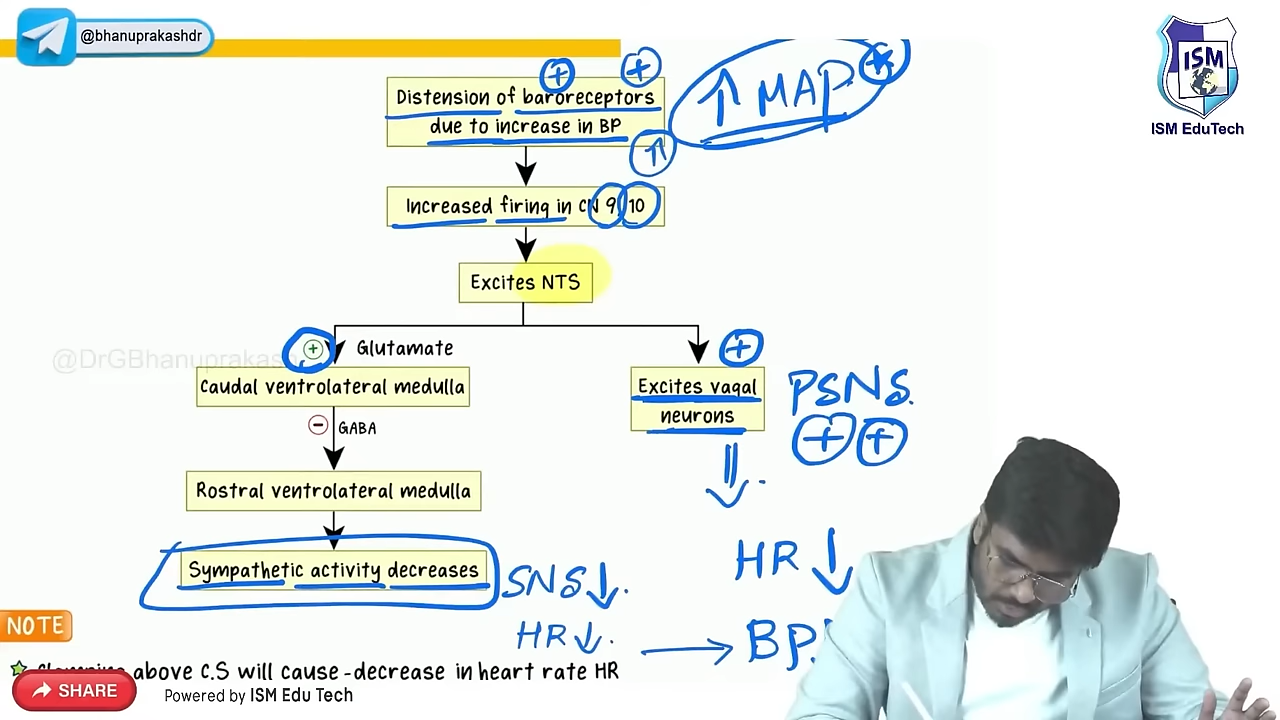 @bhanuprakashdr
ISM
ISM EduTech
Distension of baroreceptors
due to increase in BP
+ +
↑
↑ MAP
Increased firing in CN 9, 10
Excites NTS
+ Glutamate
+
@DrGBhanuprakash
Caudal ventrolateral medulla
Excites vagal
neurons
PSNS.
+ +
− GABA
Rostral ventrolateral medulla
Sympathetic activity decreases
SNS ↓.
HR ↓
HR ↓. → BP
NOTE
above C.S will cause - decrease in heart rate HR
SHARE
Powered by ISM Edu Tech